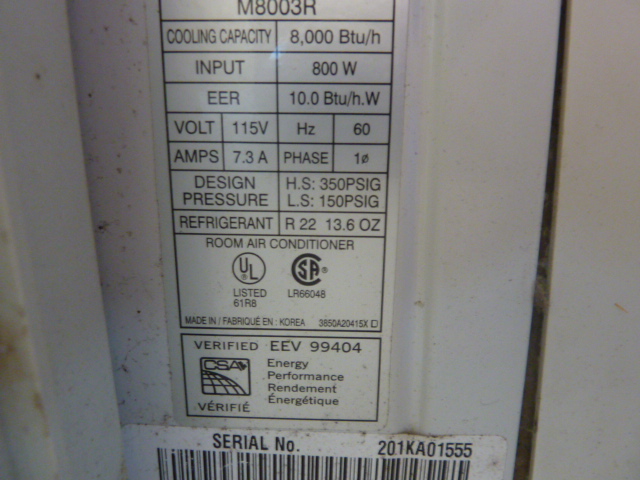 M8003R
COOLING CAPACITY 8,000 Btu/h
INPUT 800 W
EER 10.0 Btu/h.W
VOLT 115V Hz 60
AMPS 7.3 A PHASE 1ø
DESIGN PRESSURE H.S: 350PSIG
L.S: 150PSIG
REFRIGERANT R 22 13.6 OZ
ROOM AIR CONDITIONER
UL SA
LISTED LR66048
61R8
MADE IN / FABRIQUÉ EN : KOREA 3850A20415X
VERIFIED EEV 99404
CSA Energy
Performance
Rendement
VÉRIFIÉ Énergétique
SERIAL No. 201KA01555